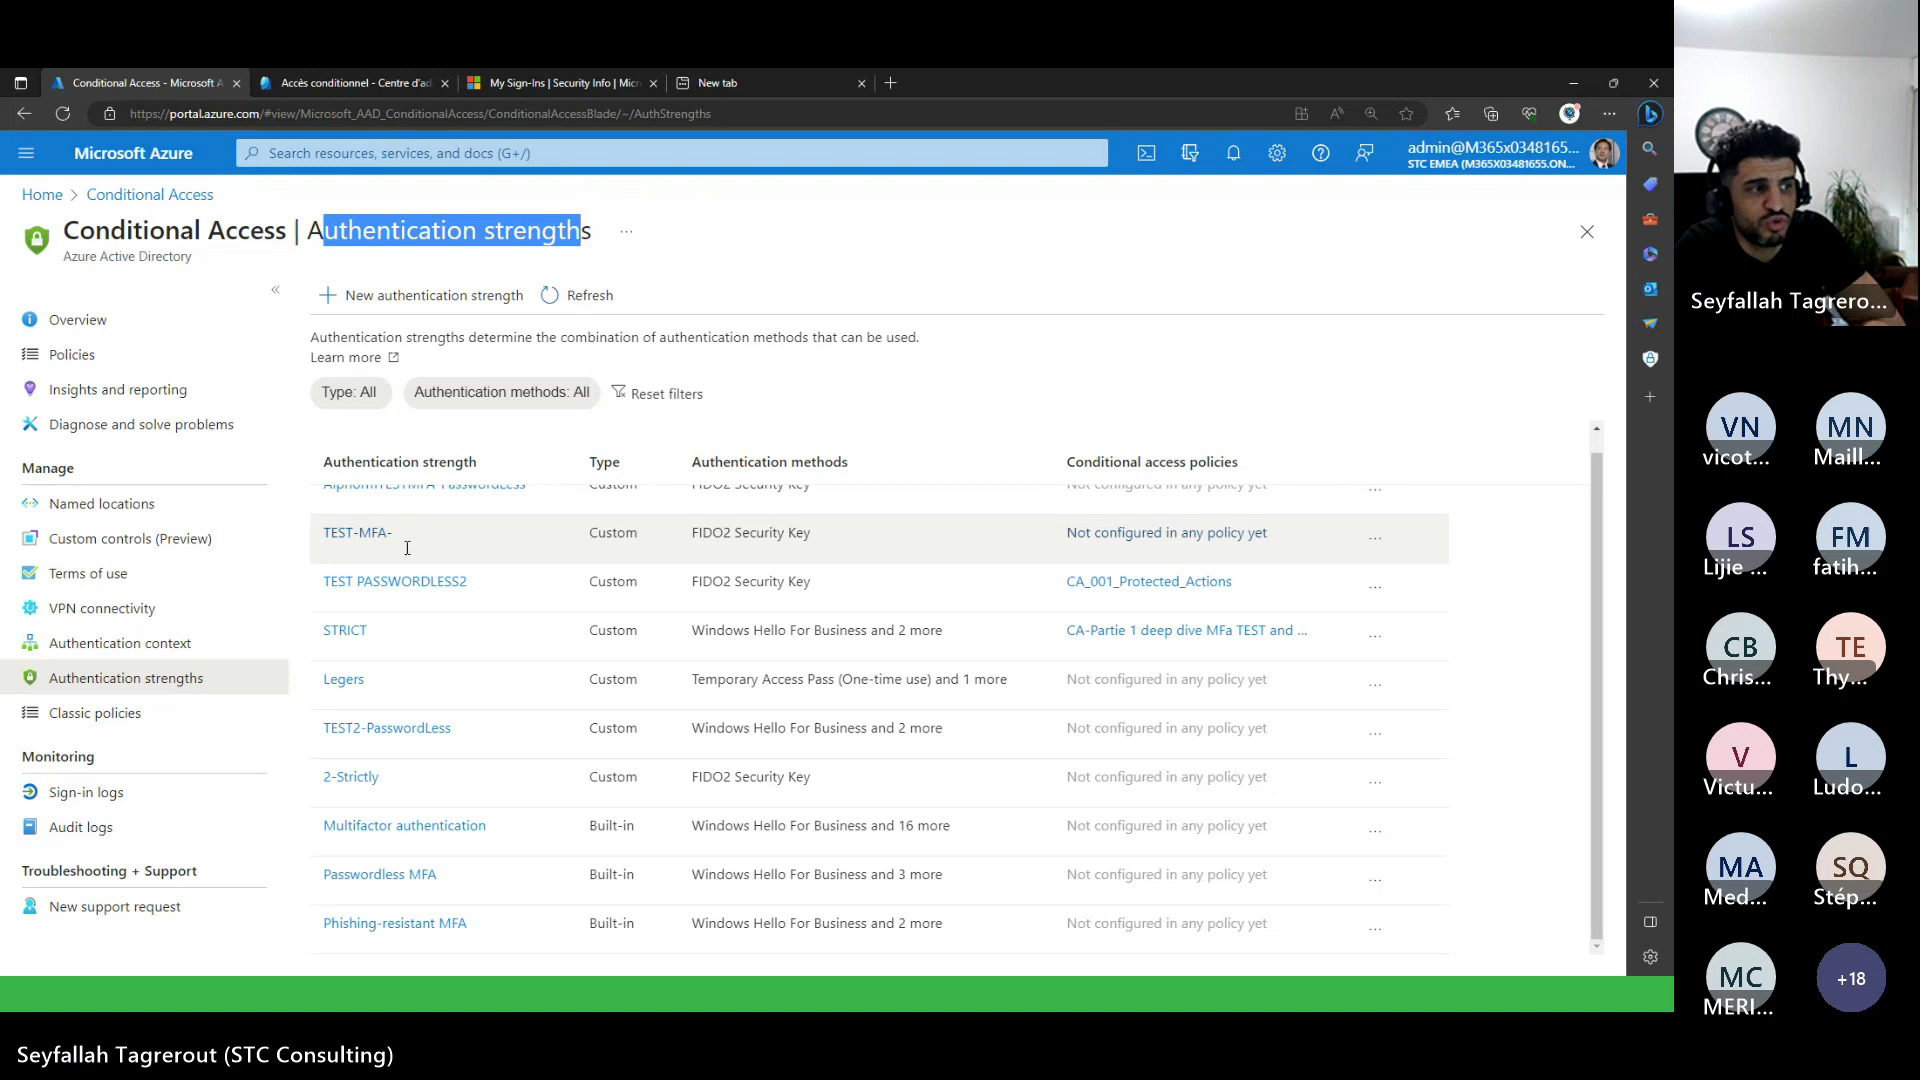 Conditional Access - Microsoft A
Accès conditionnel - Centre d'ad
My Sign-Ins | Security Info | Micr
New tab
https://portal.azure.com/#view/Microsoft_AAD_ConditionalAccess/ConditionalAccessBlade/~/AuthStrengths
Microsoft Azure
Search resources, services, and docs (G+/)
admin@M365x0348165...
STC EMEA (M365X03481655.ON...
Home > Conditional Access
Conditional Access | Authentication strengths ...
Azure Active Directory
Overview
Policies
Insights and reporting
Diagnose and solve problems
Manage
Named locations
Custom controls (Preview)
Terms of use
VPN connectivity
Authentication context
Authentication strengths
Classic policies
Monitoring
Sign-in logs
Audit logs
Troubleshooting + Support
New support request
New authentication strength
Refresh
Authentication strengths determine the combination of authentication methods that can be used.
Learn more
Type: All
Authentication methods: All
Reset filters
Authentication strength Type Authentication methods Conditional access policies
AlphormTESTMFA-PasswordLess Custom FIDO2 Security Key Not configured in any policy yet ...
TEST-MFA- Custom FIDO2 Security Key Not configured in any policy yet ...
TEST PASSWORDLESS2 Custom FIDO2 Security Key CA_001_Protected_Actions ...
STRICT Custom Windows Hello For Business and 2 more CA-Partie 1 deep dive MFa TEST and ... ...
Legers Custom Temporary Access Pass (One-time use) and 1 more Not configured in any policy yet ...
TEST2-PasswordLess Custom Windows Hello For Business and 2 more Not configured in any policy yet ...
2-Strictly Custom FIDO2 Security Key Not configured in any policy yet ...
Multifactor authentication Built-in Windows Hello For Business and 16 more Not configured in any policy yet ...
Passwordless MFA Built-in Windows Hello For Business and 3 more Not configured in any policy yet ...
Phishing-resistant MFA Built-in Windows Hello For Business and 2 more Not configured in any policy yet ...
Seyfallah Tagrero...
VN
vicot...
MN
Maill...
LS
Lijie ...
FM
fatih...
CB
Chris...
TE
Thy...
V
Victu...
L
Ludo...
MA
Med...
SQ
Stép...
MC
MERI...
+18
Seyfallah Tagrerout (STC Consulting)